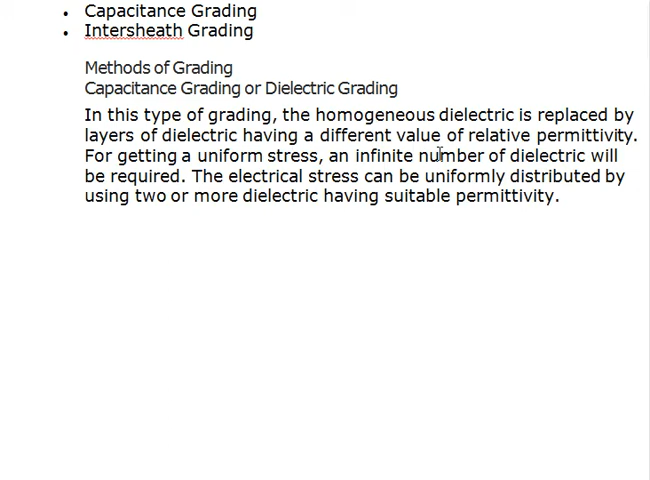 Capacitance Grading
Intersheath Grading
Methods of Grading
Capacitance Grading or Dielectric Grading
In this type of grading, the homogeneous dielectric is replaced by
layers of dielectric having a different value of relative permittivity.
For getting a uniform stress, an infinite number of dielectric will
be required. The electrical stress can be uniformly distributed by
using two or more dielectric having suitable permittivity.